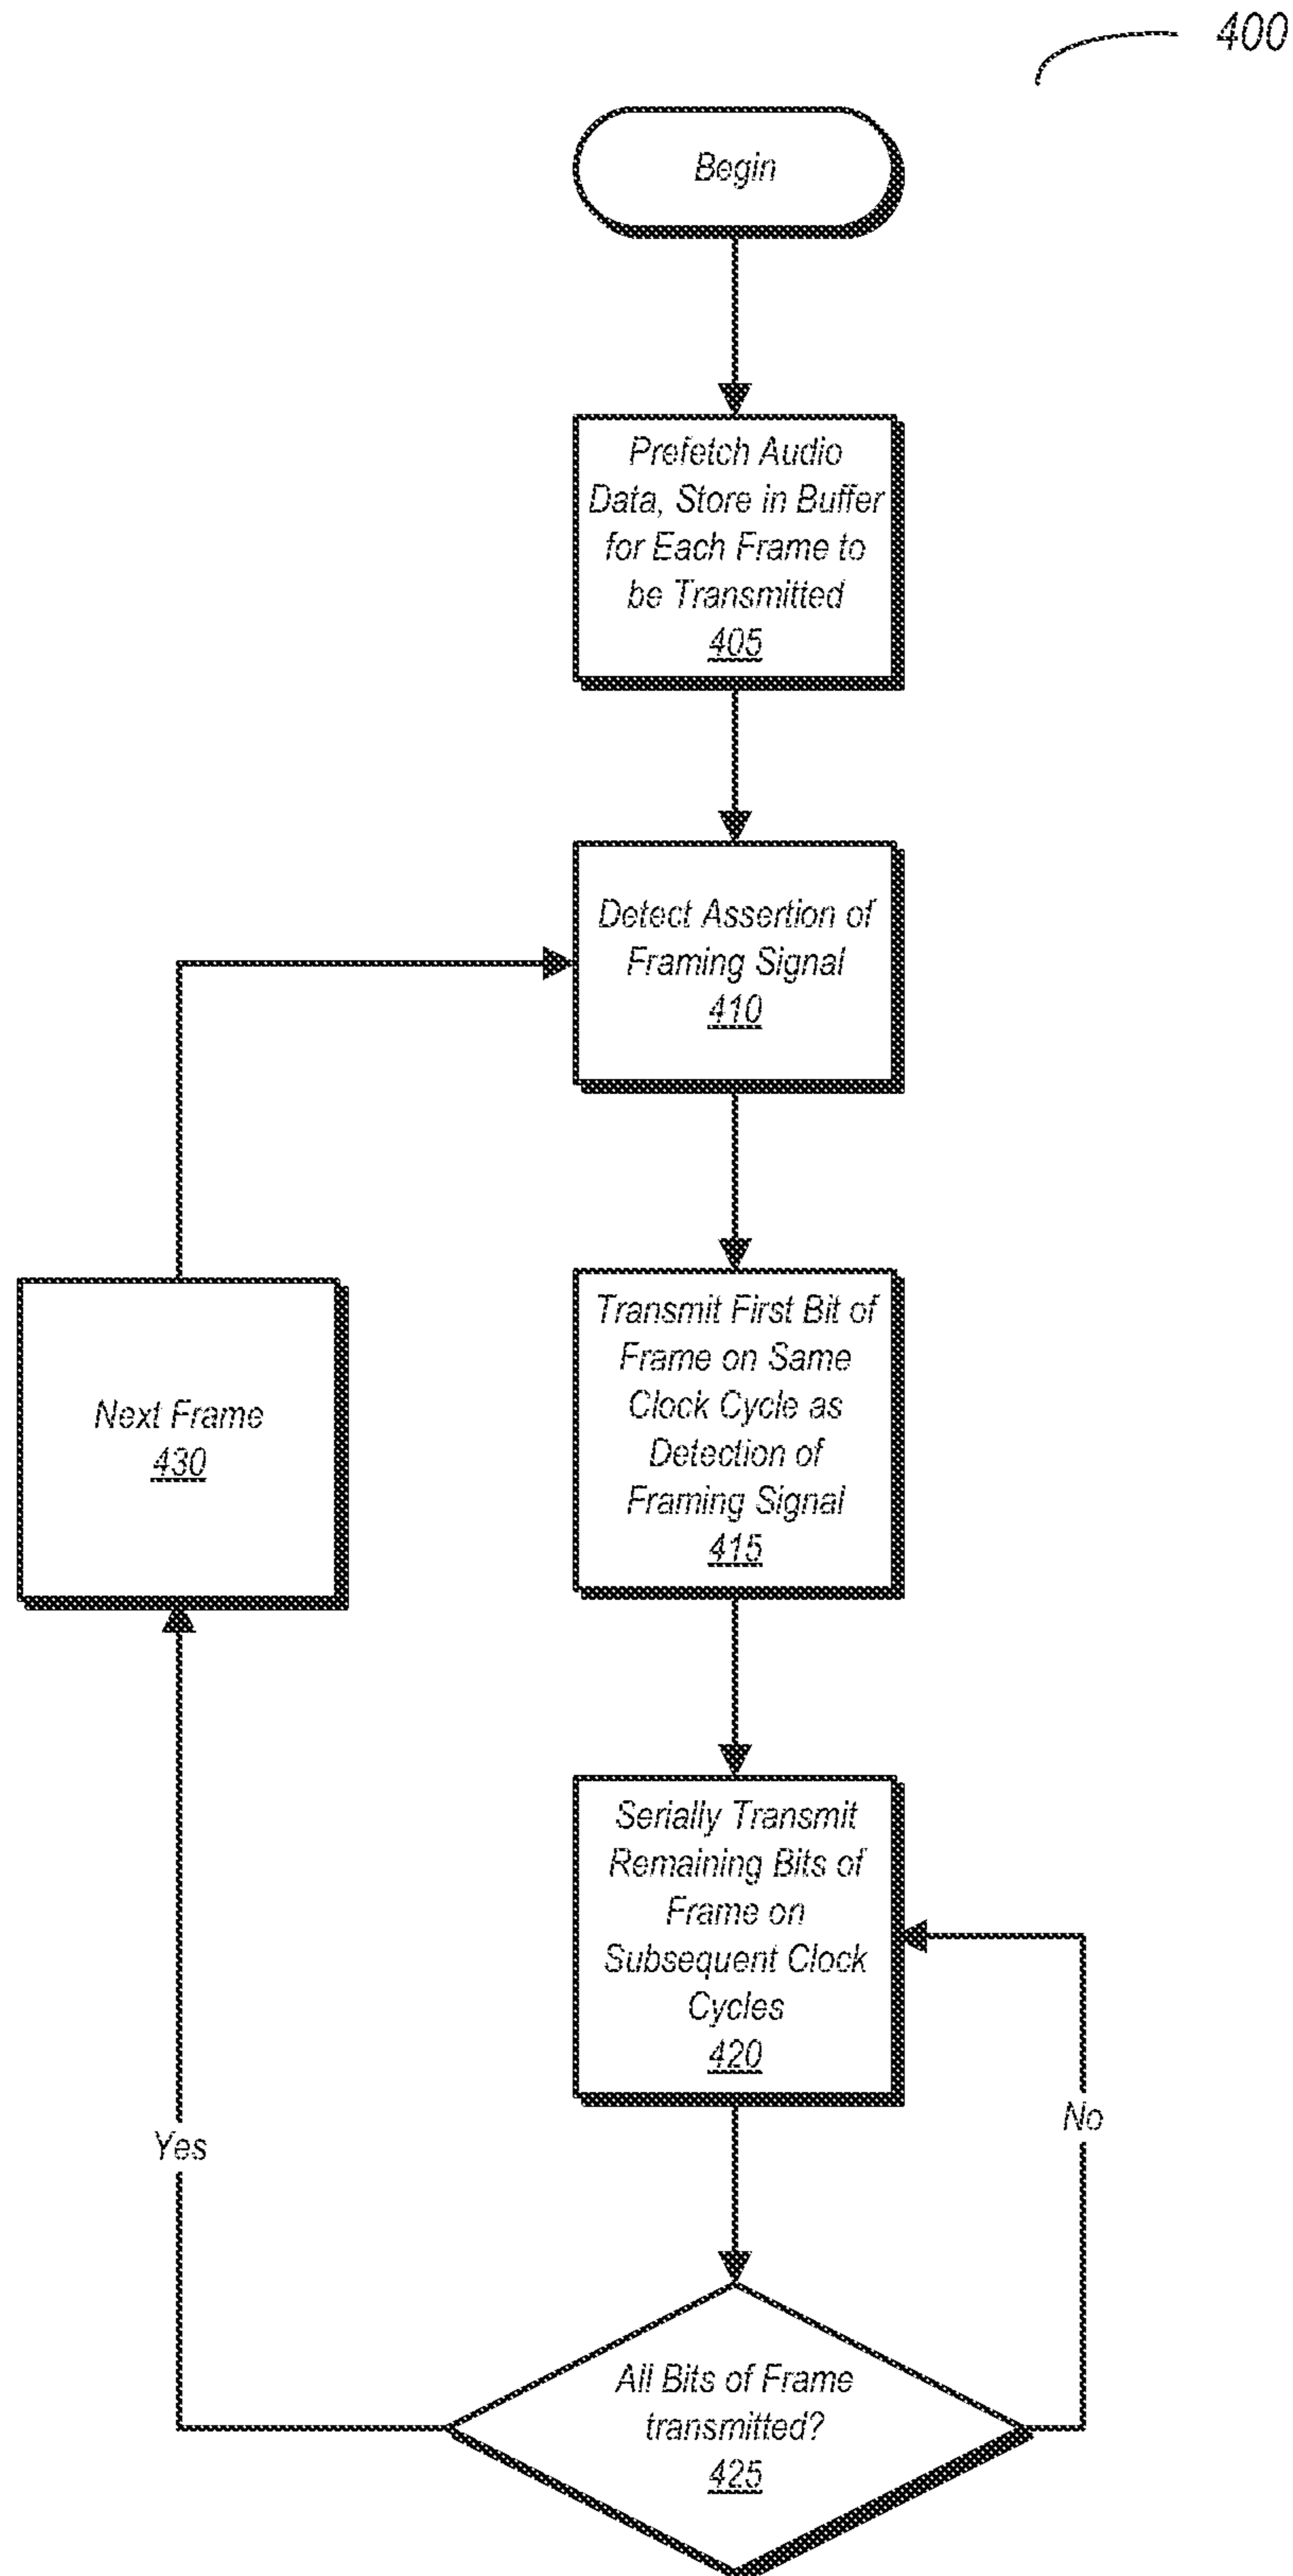 400
Begin
Prefetch Audio
Data, Store in Buffer
for Each Frame to
be Transmitted
405
Detect Assertion of
Framing Signal
410
Transmit First Bit of
Frame on Same
Clock Cycle as
Detection of
Framing Signal
415
Next Frame
430
Serially Transmit
Remaining Bits of
Frame on
Subsequent Clock
Cycles
420
Yes
No
All Bits of Frame
transmitted?
425